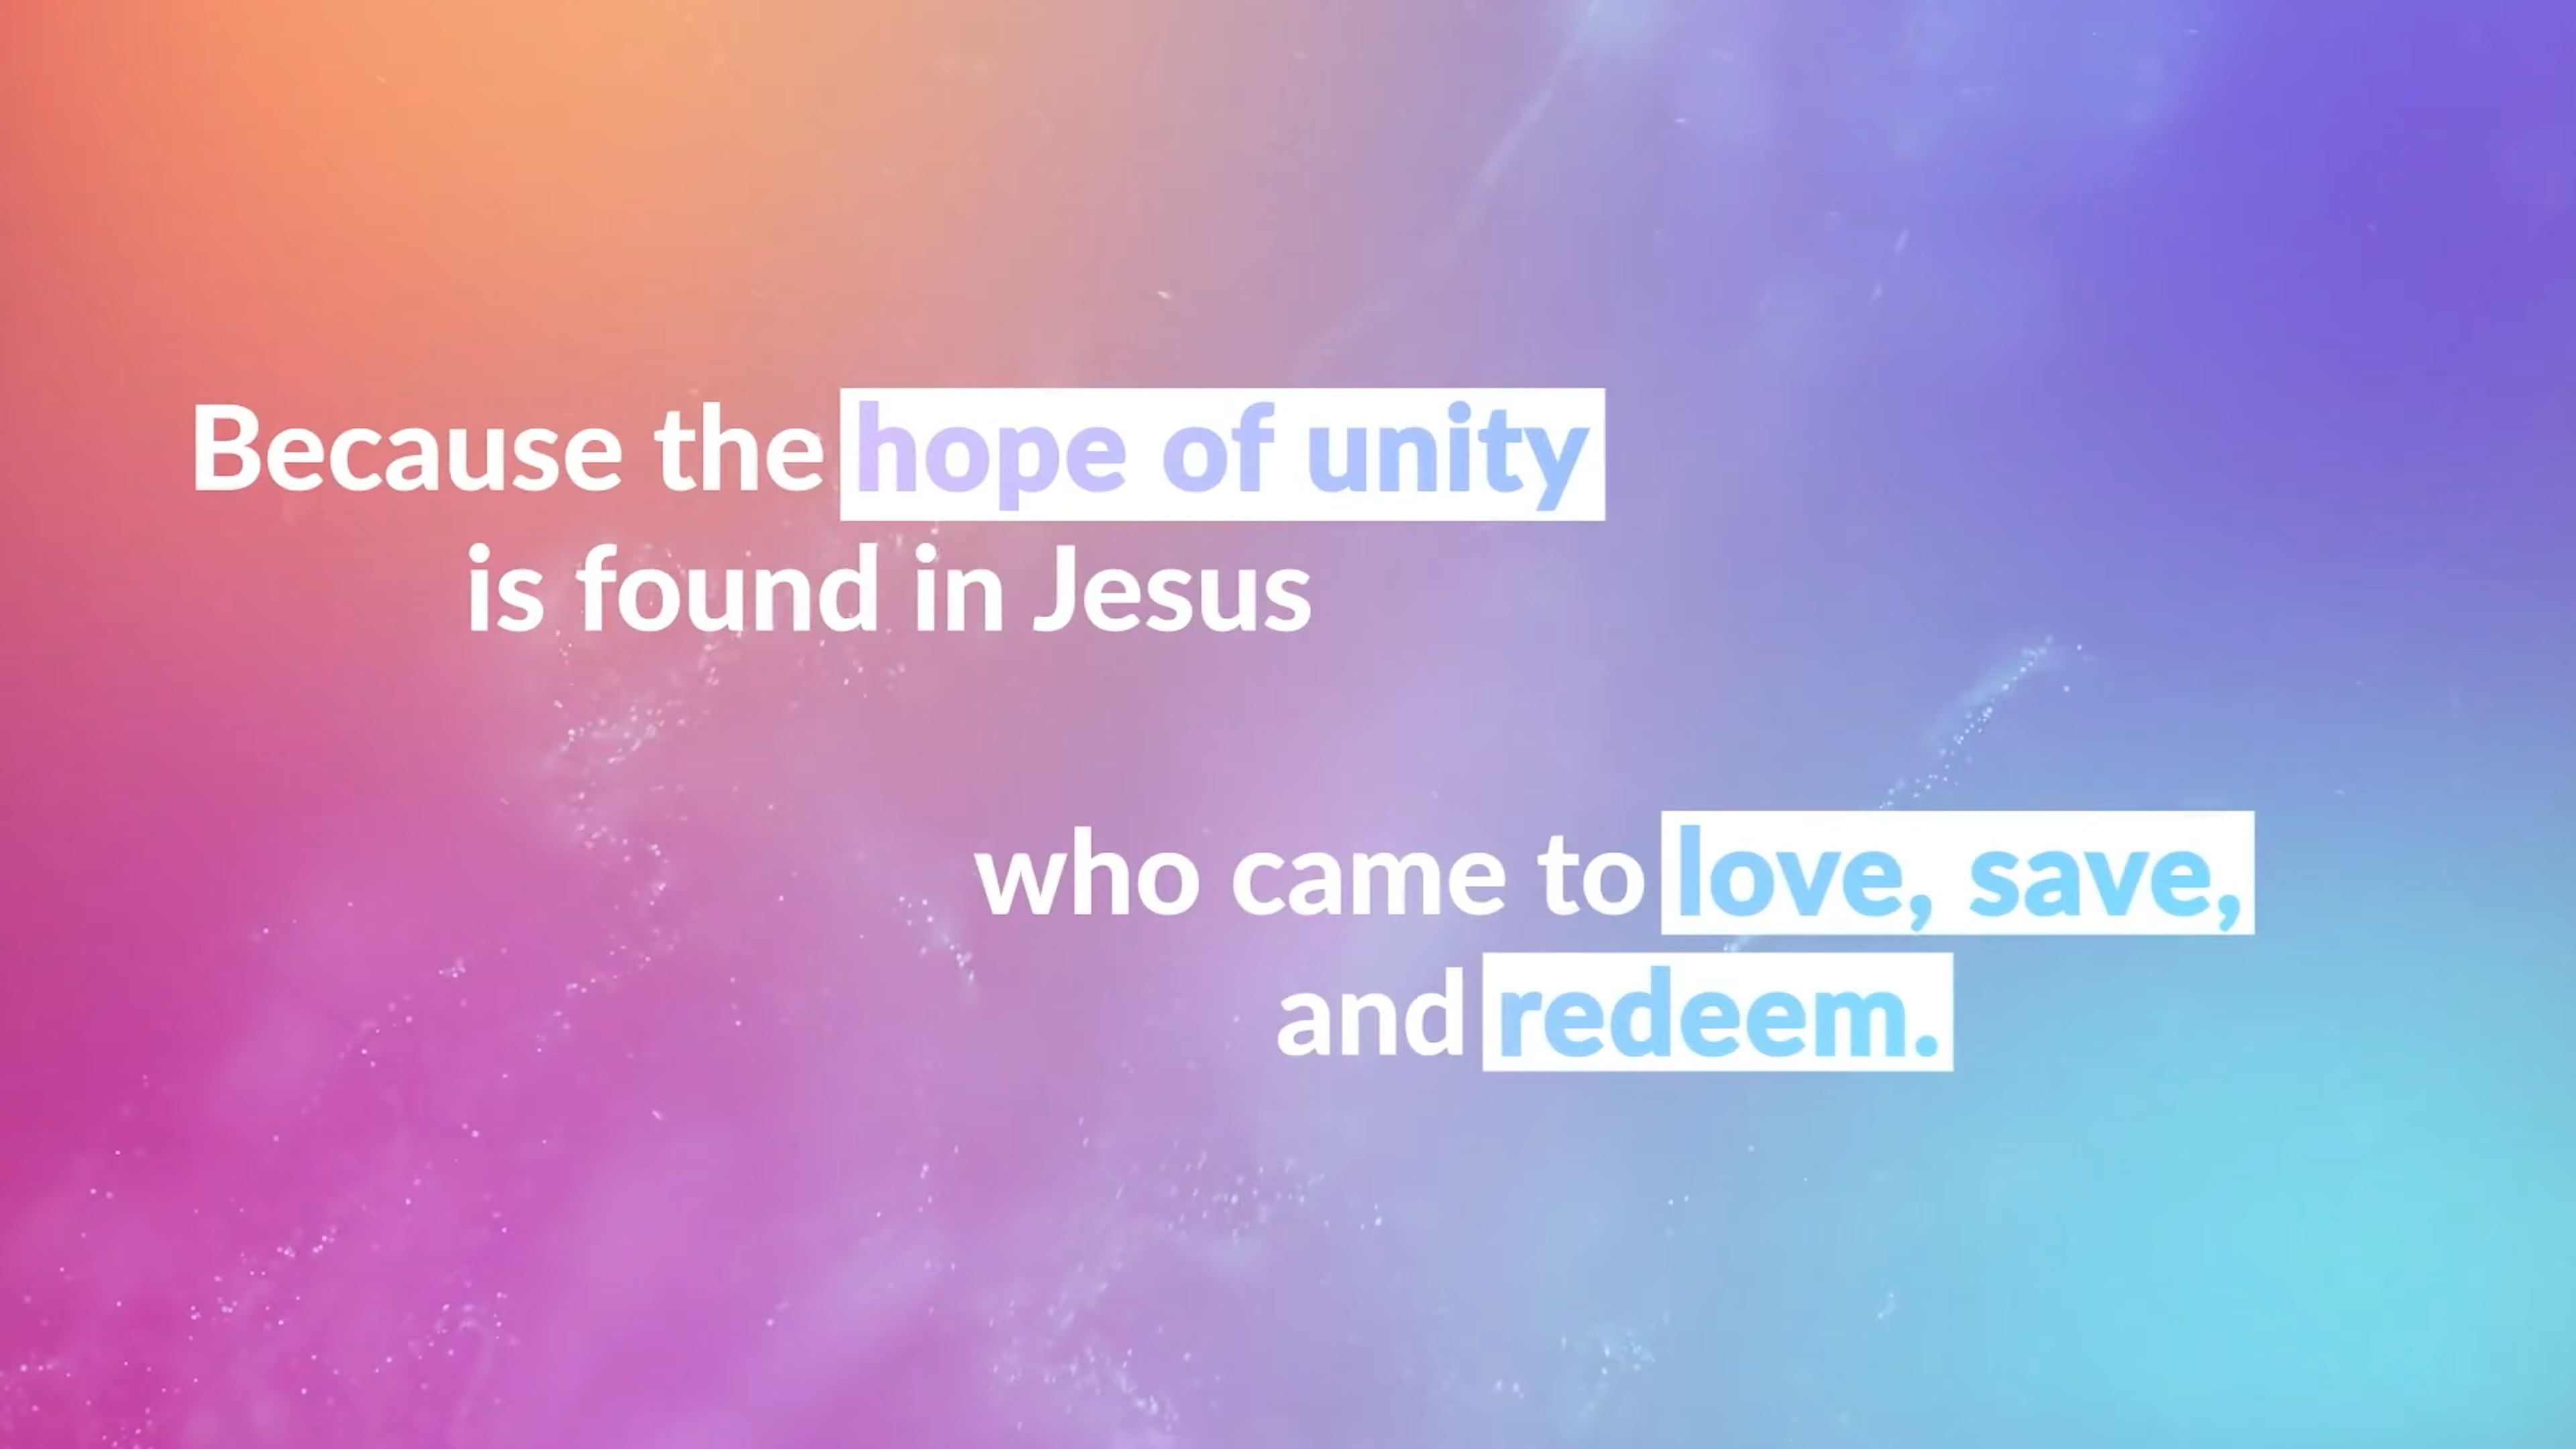 Because the hope of unity
is found in Jesus
who came to love, save,
and redeem.